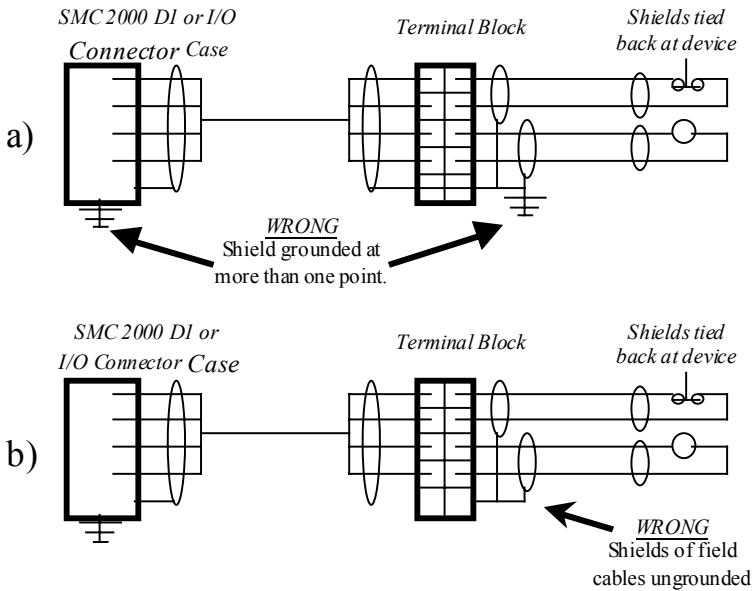 SMC 2000 D1 or I/O
Connector Case
Terminal Block
Shields tied
back at device
a)
WRONG
Shield grounded at
more than one point.
SMC 2000 D1 or
I/O Connector Case
Terminal Block
Shields tied
back at device
b)
WRONG
Shields of field
cables ungrounded